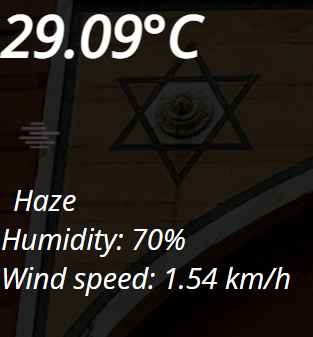 29.09°C
Haze
Humidity: 70%
Wind speed: 1.54 km/h